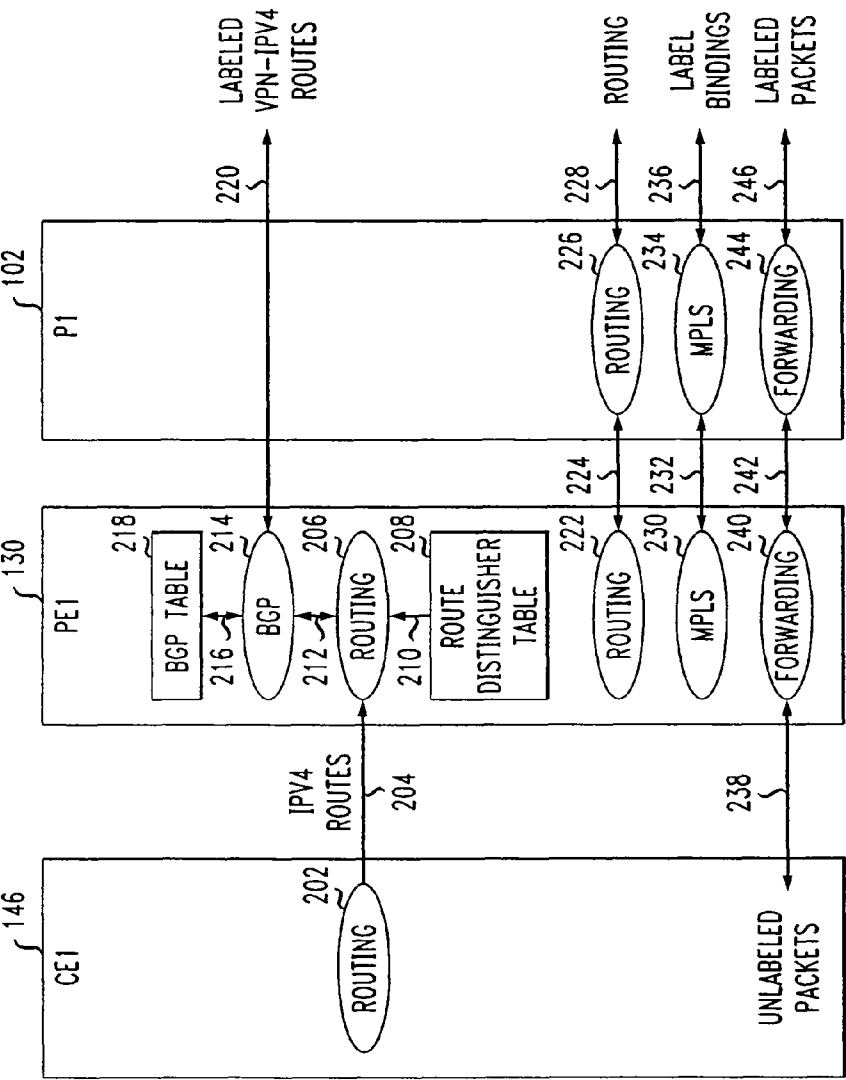 146
CE1
202
ROUTING
UNLABELED
PACKETS
IPV4
ROUTES
204
238
130
PE1
BGP TABLE
218
216
BGP
214
212
ROUTING
206
210
ROUTE
DISTINGUISHER
TABLE
208
ROUTING
222
MPLS
230
FORWARDING
240
224
232
242
102
P1
ROUTING
226
MPLS
234
FORWARDING
244
220
LABELED
VPN-IPV4
ROUTES
228
ROUTING
236
LABEL
BINDINGS
246
LABELED
PACKETS